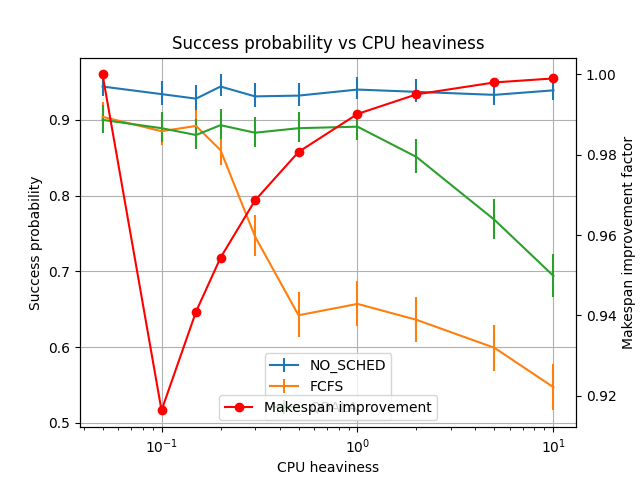 Success probability vs CPU heaviness
Success probability
0.9
0.8
0.7
0.6
0.5
1.00
0.98
0.96
0.94
0.92
Makespan improvement factor
NO_SCHED
FCFS
Makespan improvement
10⁻¹
10⁰
10¹
CPU heaviness